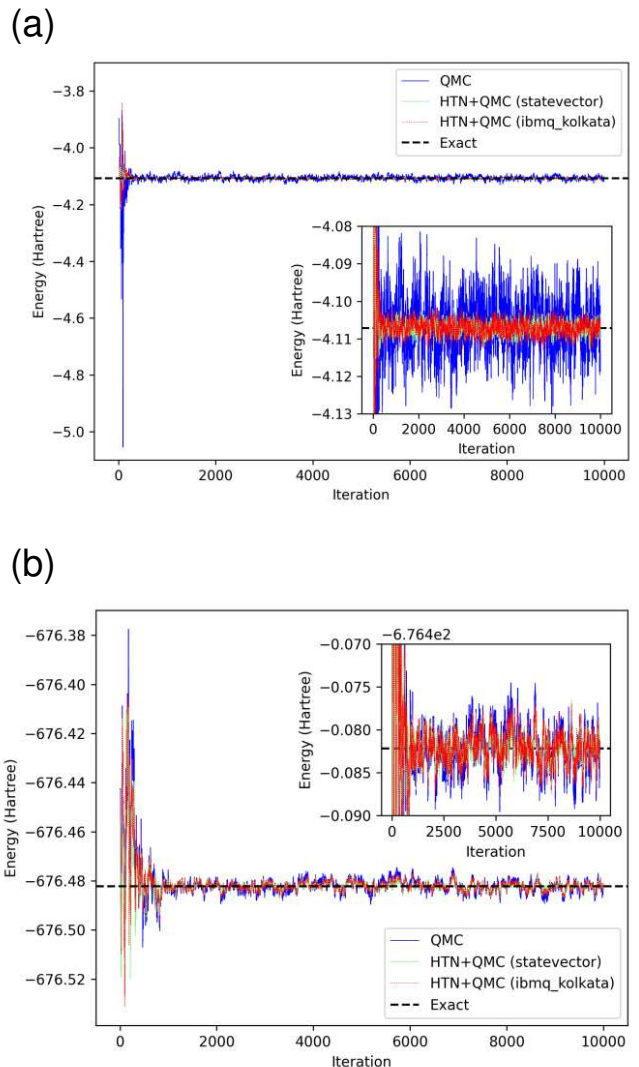 (a)
QMC
HTN+QMC (statevector)
HTN+QMC (ibmq_kolkata)
Exact
−3.8
−4.0
−4.2
−4.4
−4.6
−4.8
−5.0
Energy (Hartree)
−4.08
−4.09
−4.10
−4.11
−4.12
−4.13
Energy (Hartree)
0 2000 4000 6000 8000 10000
Iteration
0 2000 4000 6000 8000 10000
Iteration
(b)
−676.38
−676.40
−676.42
−676.44
−676.46
−676.48
−676.50
−676.52
Energy (Hartree)
−6.764e2
−0.070
−0.075
−0.080
−0.085
−0.090
Energy (Hartree)
0 2500 5000 7500 10000
Iteration
QMC
HTN+QMC (statevector)
HTN+QMC (ibmq_kolkata)
Exact
0 2000 4000 6000 8000 10000
Iteration